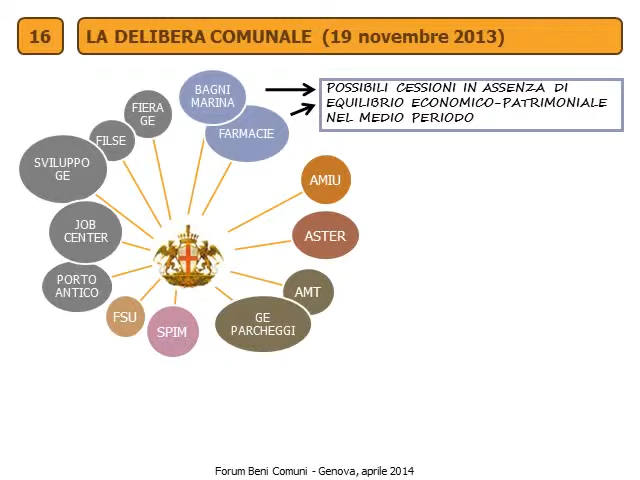 16
LA DELIBERA COMUNALE (19 novembre 2013)
BAGNI
MARINA
FARMACIE
POSSIBILI CESSIONI IN ASSENZA DI
EQUILIBRIO ECONOMICO-PATRIMONIALE
NEL MEDIO PERIODO
FIERA
GE
FILSE
SVILUPPO
GE
JOB
CENTER
PORTO
ANTICO
FSU
SPIM
GE
PARCHEGGI
AMT
ASTER
AMIU
Forum Beni Comuni - Genova, aprile 2014